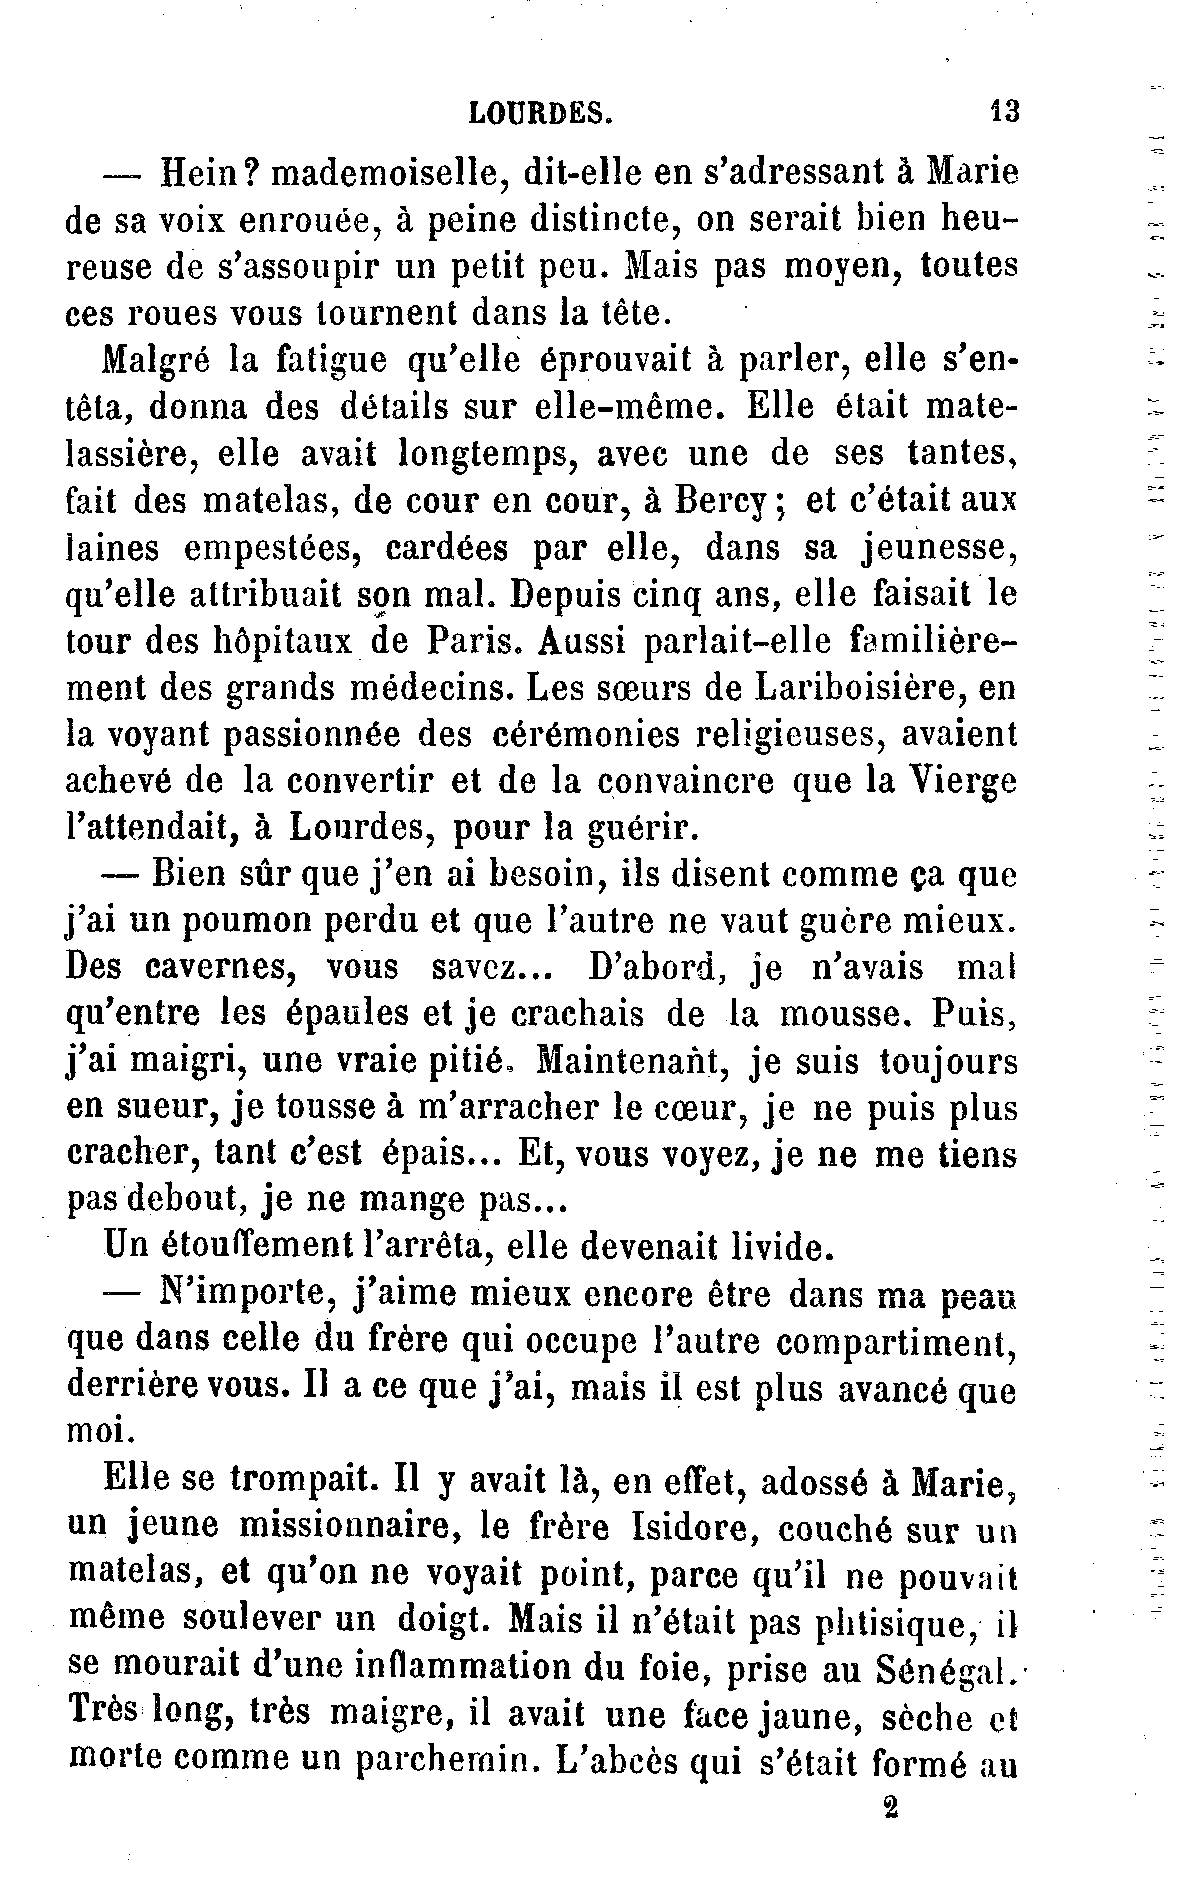 LOURDES. 13
— Hein? mademoiselle, dit-elle en s'adressant à Marie
de sa voix enrouée, à peine distincte, on serait bien heu-
reuse de s'assoupir un petit peu. Mais pas moyen, toutes
ces roues vous tournent dans la tête.
Malgré la fatigue qu'elle éprouvait à parler, elle s'en-
têta, donna des détails sur elle-même. Elle était mate-
lassière, elle avait longtemps, avec une de ses tantes,
fait des matelas, de cour en cour, à Bercy; et c'était aux
laines empestées, cardées par elle, dans sa jeunesse,
qu'elle attribuait son mal. Depuis cinq ans, elle faisait le
tour des hôpitaux de Paris. Aussi parlait-elle familière-
ment des grands médecins. Les sœurs de Lariboisière, en
la voyant passionnée des cérémonies religieuses, avaient
achevé de la convertir et de la convaincre que la Vierge
l'attendait, à Lourdes, pour la guérir.
— Bien sûr que j'en ai besoin, ils disent comme ça que
j'ai un poumon perdu et que l'autre ne vaut guère mieux.
Des cavernes, vous savez... D'abord, je n'avais mal
qu'entre les épaules et je crachais de la mousse. Puis,
j'ai maigri, une vraie pitié. Maintenant, je suis toujours
en sueur, je tousse à m'arracher le cœur, je ne puis plus
cracher, tant c'est épais... Et, vous voyez, je ne me tiens
pas debout, je ne mange pas...
Un étouffement l'arrêta, elle devenait livide.
— N'importe, j'aime mieux encore être dans ma peau
que dans celle du frère qui occupe l'autre compartiment,
derrière vous. Il a ce que j'ai, mais il est plus avancé que
moi.
Elle se trompait. Il y avait là, en effet, adossé à Marie,
un jeune missionnaire, le frère Isidore, couché sur un
matelas, et qu'on ne voyait point, parce qu'il ne pouvait
même soulever un doigt. Mais il n'était pas phtisique, il
se mourait d'une inflammation du foie, prise au Sénégal.
Très long, très maigre, il avait une face jaune, sèche et
morte comme un parchemin. L'abcès qui s'était formé au
2